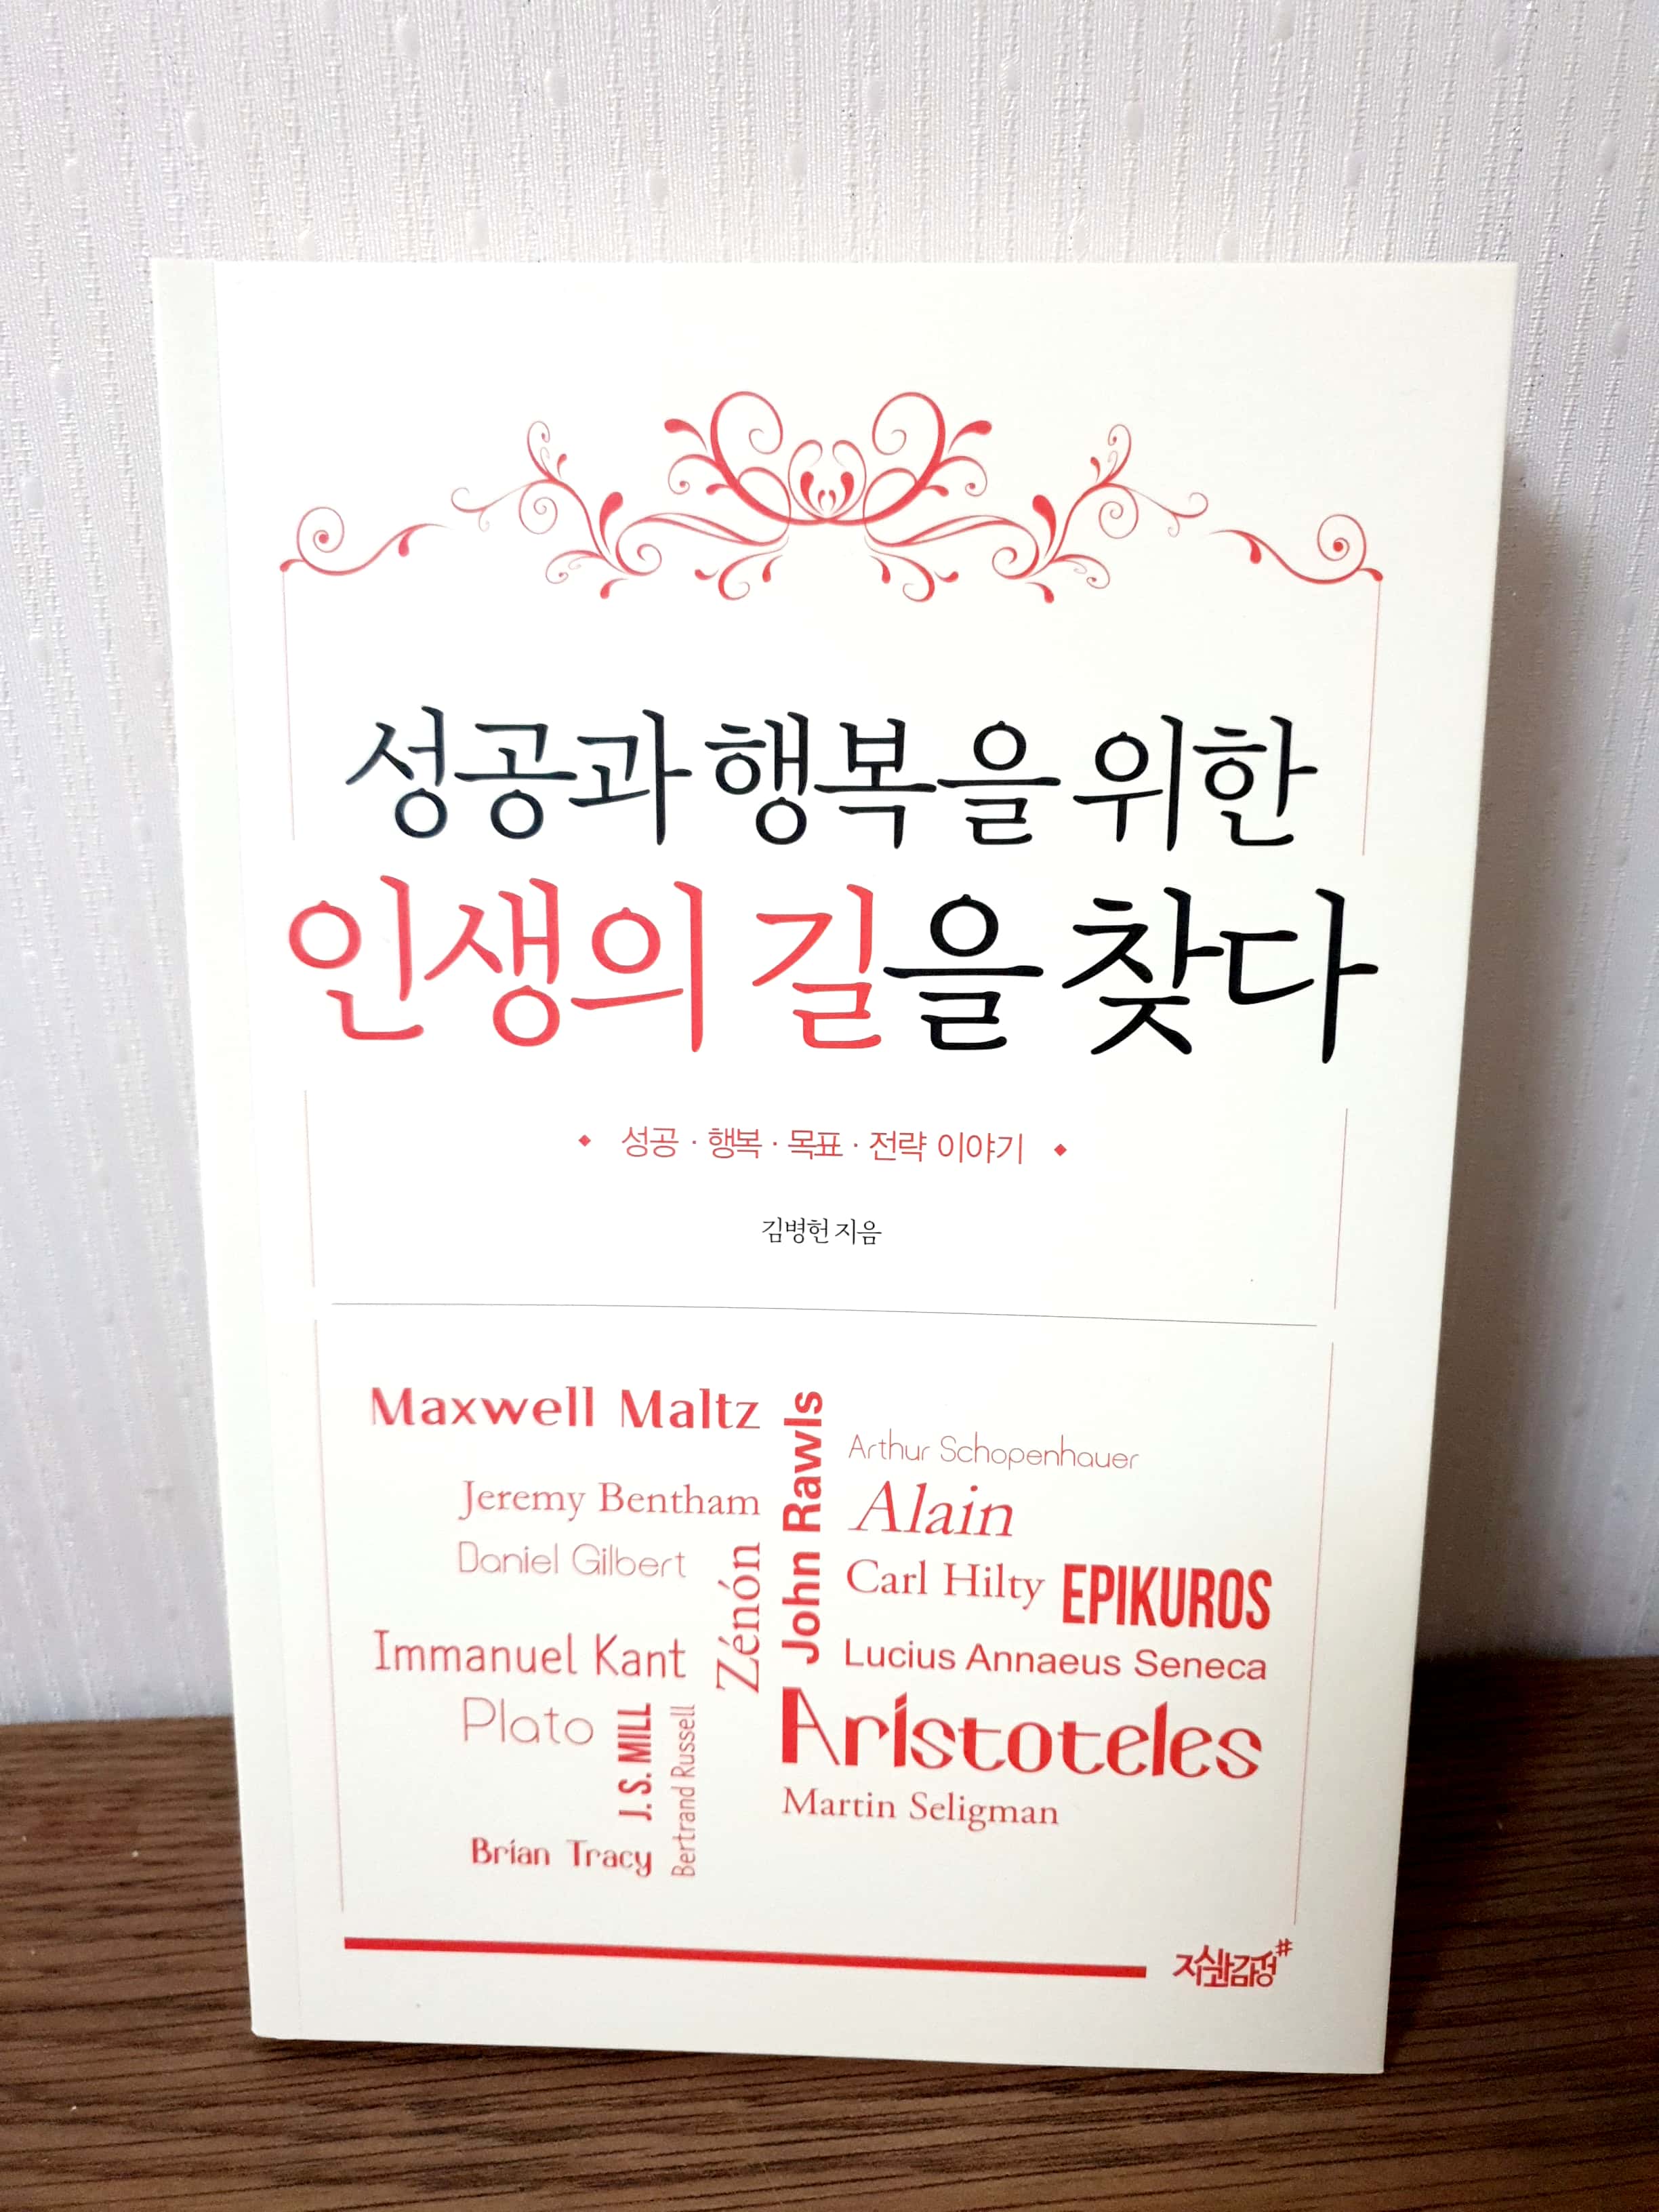 성공과 행복을 위한
인생의 길을 찾다
성공 · 행복 · 목표 · 전략 이야기
김병헌 지음
Maxwell Maltz
Jeremy Bentham
Daniel Gilbert
Zénón
John Rawls
Arthur Schopenhauer
Alain
Carl Hilty
EPIKUROS
Lucius Annaeus Seneca
Immanuel Kant
Plato
J. S. MILL
Bertrand Russell
Brian Tracy
Aristoteles
Martin Seligman
지식과감성#